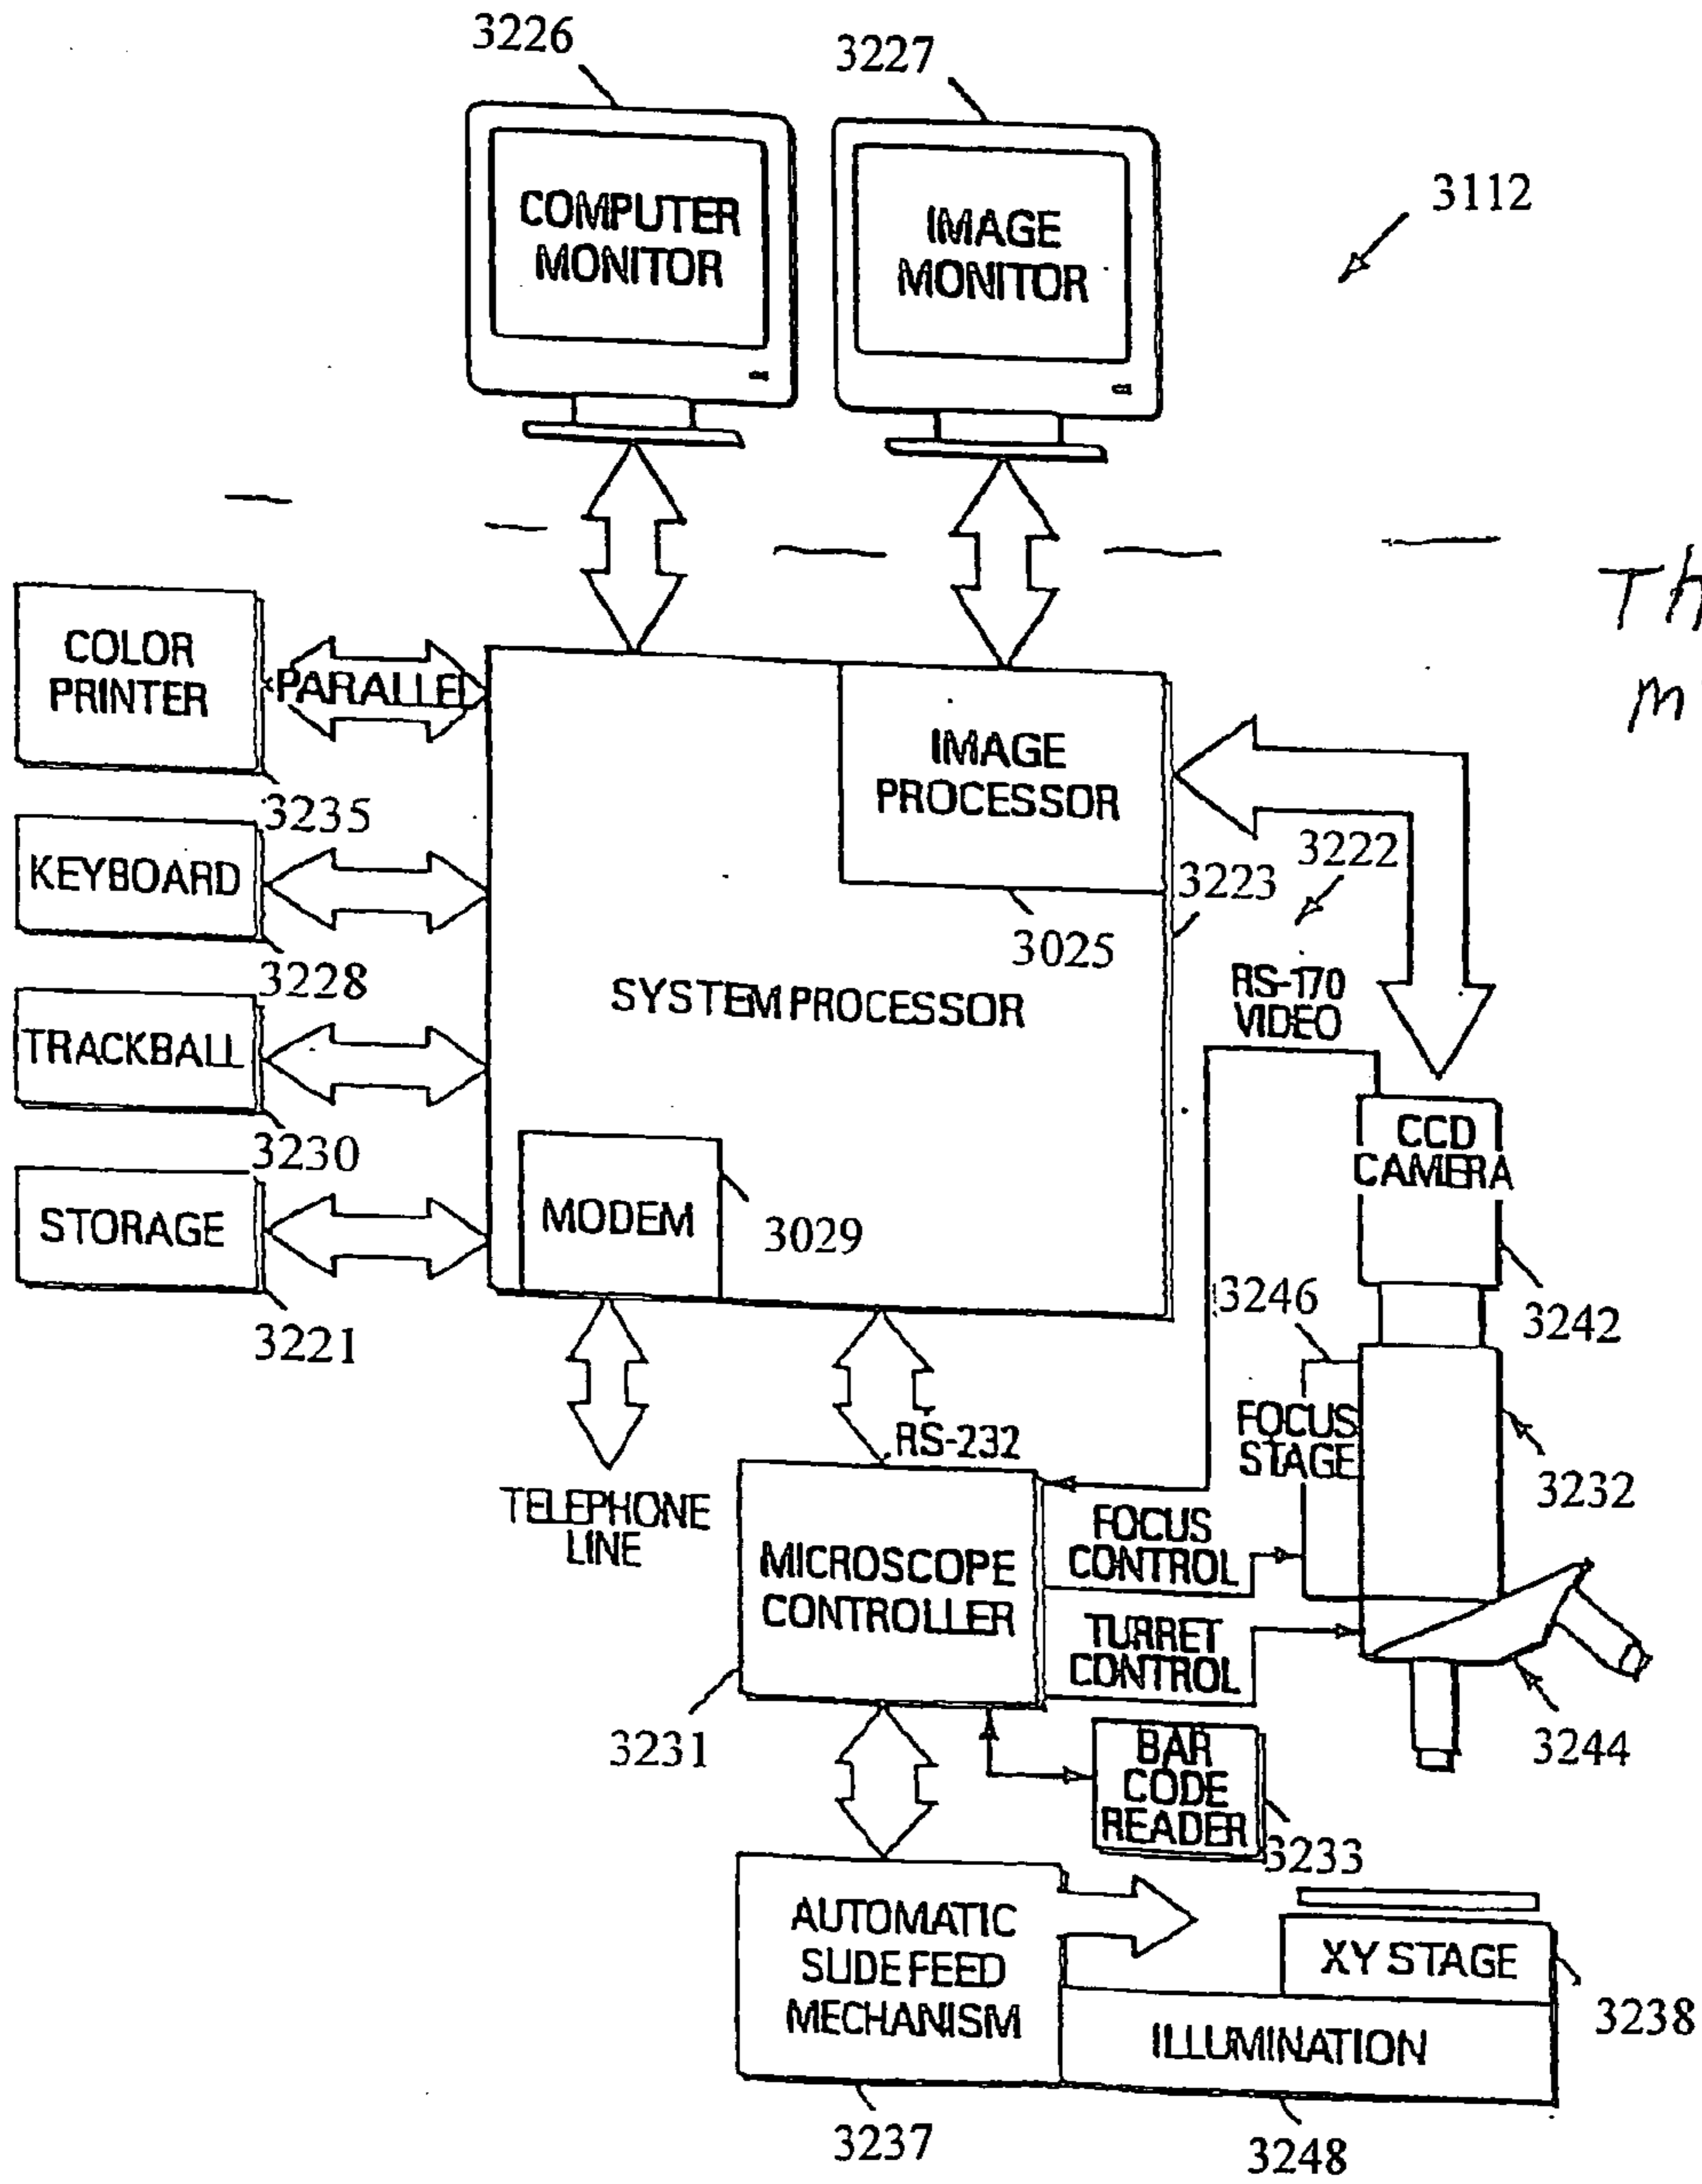 3226
3227
3112
COMPUTER
MONITOR
IMAGE
MONITOR
COLOR
PRINTER
PARALLEL
3235
IMAGE
PROCESSOR
3222
3223
3025
KEYBOARD
3228
SYSTEM PROCESSOR
RS-170
VIDEO
TRACKBALL
3230
CCD
CAMERA
STORAGE
3221
MODEM
3029
3246
3242
FOCUS
STAGE
3232
RS-232
TELEPHONE
LINE
MICROSCOPE
CONTROLLER
3231
FOCUS
CONTROL
TURRET
CONTROL
3244
BAR
CODE
READER
3233
AUTOMATIC
SLIDE FEED
MECHANISM
3237
XY STAGE
3238
ILLUMINATION
3248